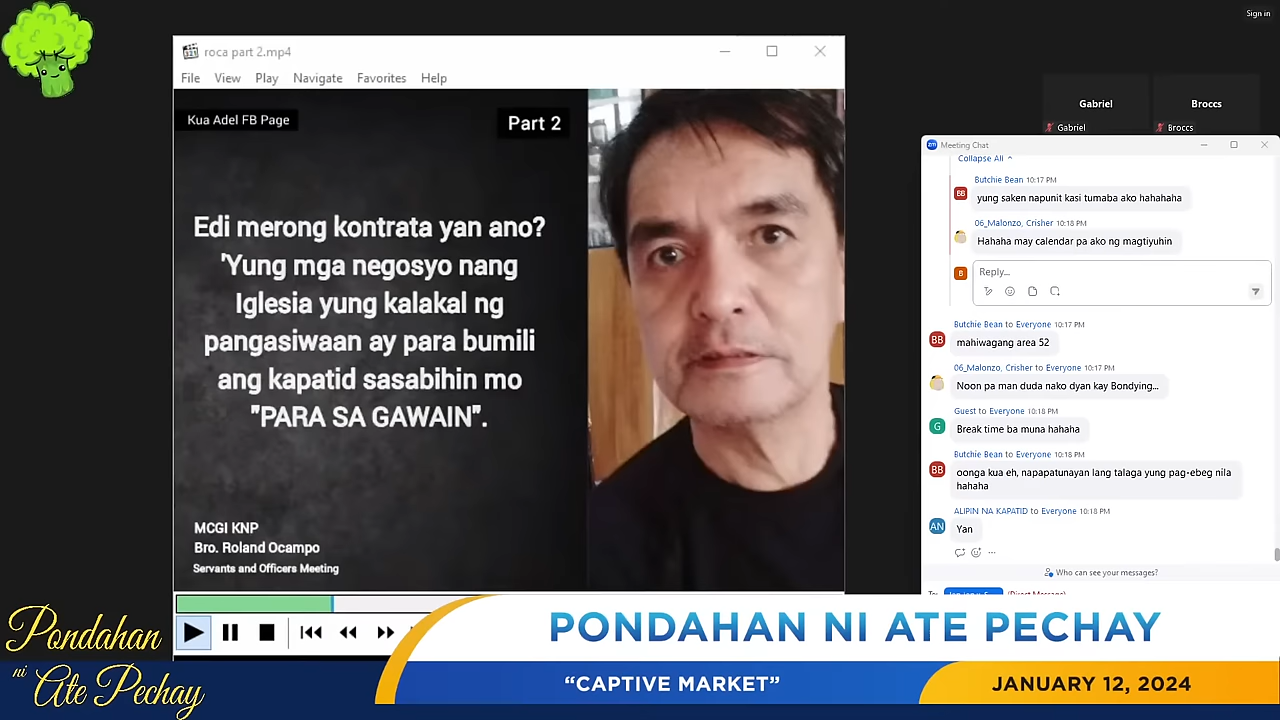 Sign in
roca part 2.mp4
File View Play Navigate Favorites Help
Kua Adel FB Page
Part 2
Edi merong kontrata yan ano?
'Yung mga negosyo nang
Iglesia yung kalakal ng
pangasiwaan ay para bumili
ang kapatid sasabihin mo
"PARA SA GAWAIN".
MCGI KNP
Bro. Roland Ocampo
Servants and Officers Meeting
Gabriel
Gabriel
Broccs
Broccs
zm Meeting Chat
Collapse All
Butchie Bean 10:17 PM
BB
yung saken napunit kasi tumaba ako hahahaha
06_Malonzo, Crisher 10:18 PM
Hahaha may calendar pa ako ng magtiyuhin
B
Reply...
Butchie Bean to Everyone 10:17 PM
BB
mahiwagang area 52
06_Malonzo, Crisher to Everyone 10:17 PM
Noon pa man duda nako dyan kay Bondying...
Guest to Everyone 10:18 PM
G
Break time ba muna hahaha
Butchie Bean to Everyone 10:18 PM
BB
oonga kua eh, napapatunayan lang talaga yung pag-ebeg nila
hahaha
ALIPIN NA KAPATID to Everyone 10:18 PM
AN
Yan
Who can see your messages?
(Direct Message)
Pondahan
ni
Ate Pechay
PONDAHAN NI ATE PECHAY
“CAPTIVE MARKET”
JANUARY 12, 2024